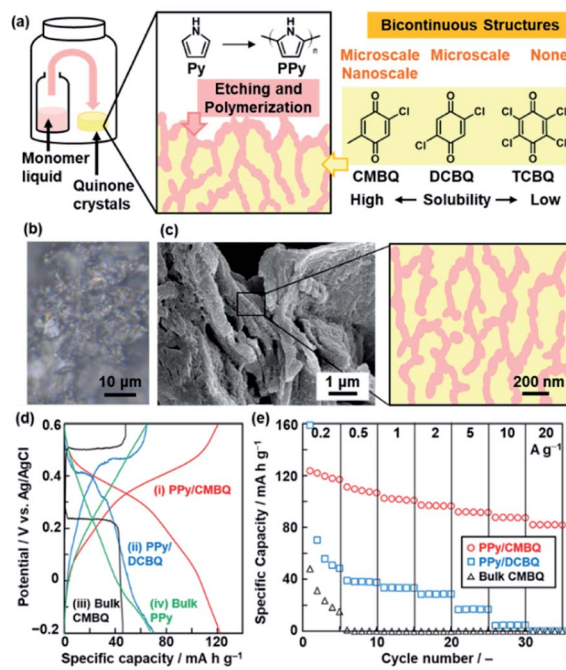 (a)
H
N
Py
H
N
PPy
n
Etching and
Polymerization
Monomer
liquid
Quinone
crystals
Bicontinuous Structures
Microscale
Nanoscale
Microscale
None
O
Cl
O
CMBQ
O
Cl
Cl
O
DCBQ
O
Cl
Cl
Cl
Cl
O
TCBQ
High ← Solubility → Low
(b)
10 μm
(c)
1 μm
200 nm
(d)
Potential / V vs. Ag/AgCl
0.6
0.4
0.2
0
−0.2
(i) PPy/CMBQ
(ii) PPy/
DCBQ
(iii) Bulk
CMBQ
(iv) Bulk
PPy
0 40 80 120
Specific capacity / mA h g⁻¹
(e)
Specific Capacity / mA h g⁻¹
160
120
80
40
0
0.2 0.5 1 2 5 10 20
A g⁻¹
PPy/CMBQ
PPy/DCBQ
Bulk CMBQ
0 10 20 30
Cycle number / –